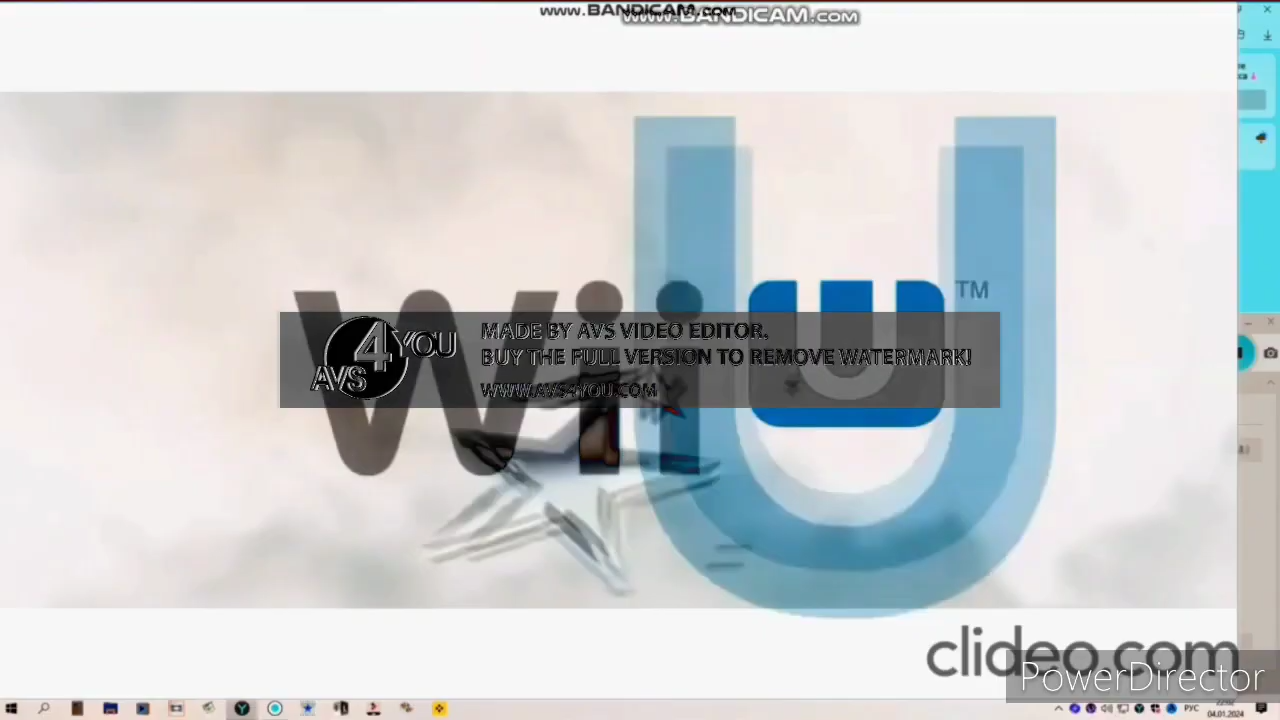 www.BANDICAM.com
www.BANDICAM.com
Wii U
TM
AVS4YOU
MADE BY AVS VIDEO EDITOR.
BUY THE FULL VERSION TO REMOVE WATERMARK!
WWW.AVS4YOU.COM
clideo.com
PowerDirector
РУС
04.01.2024